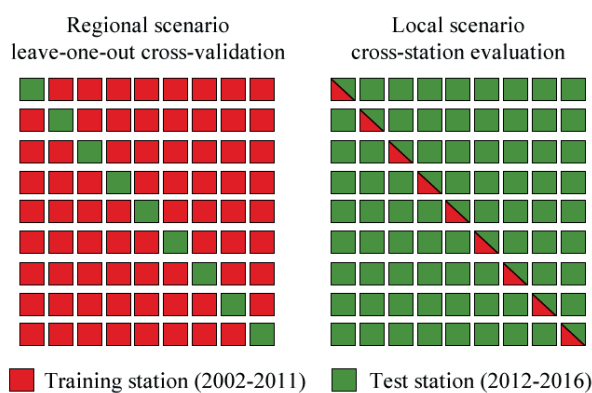 Regional scenario
leave-one-out cross-validation
Local scenario
cross-station evaluation
Training station (2002-2011)
Test station (2012-2016)